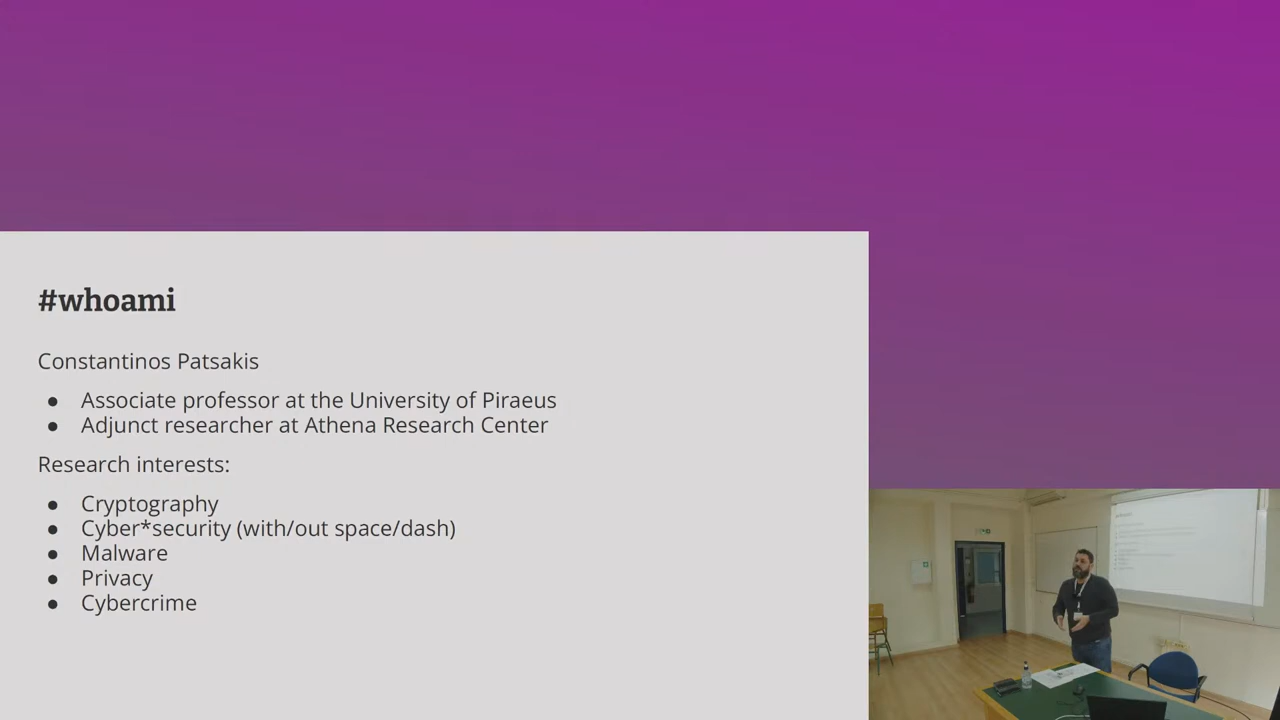 #whoami
Constantinos Patsakis
● Associate professor at the University of Piraeus
● Adjunct researcher at Athena Research Center
Research interests:
● Cryptography
● Cyber*security (with/out space/dash)
● Malware
● Privacy
● Cybercrime